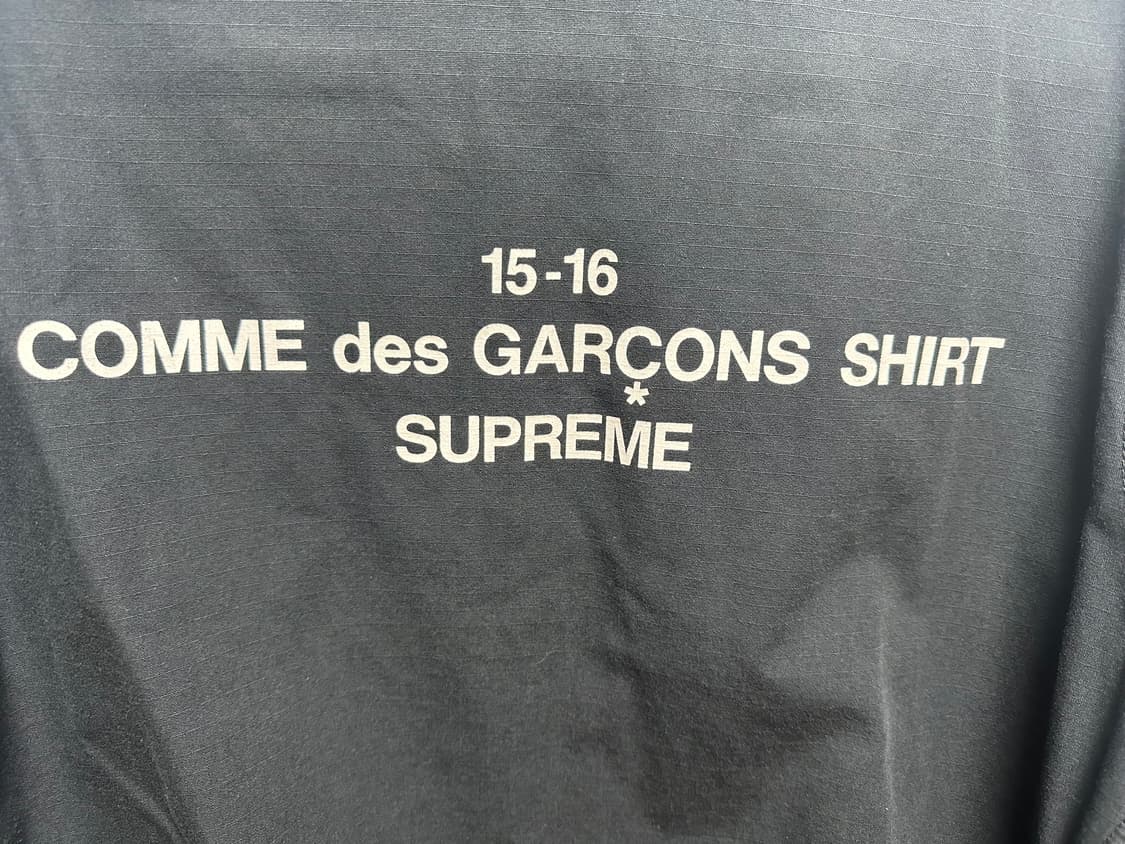 15-16
COMME des GARÇONS SHIRT
*
SUPREME